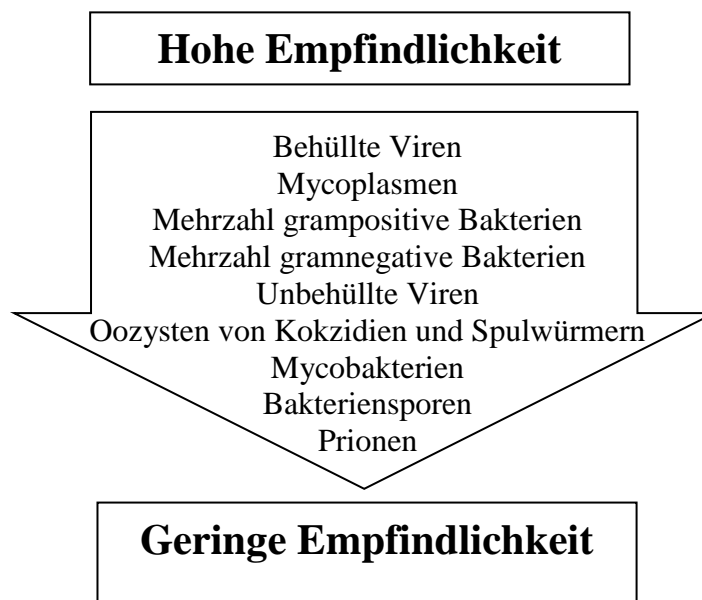 Hohe Empfindlichkeit
Behüllte Viren
Mycoplasmen
Mehrzahl grampositive Bakterien
Mehrzahl gramnegative Bakterien
Unbehüllte Viren
Oozysten von Kokzidien und Spulwürmern
Mycobakterien
Bakteriensporen
Prionen
Geringe Empfindlichkeit